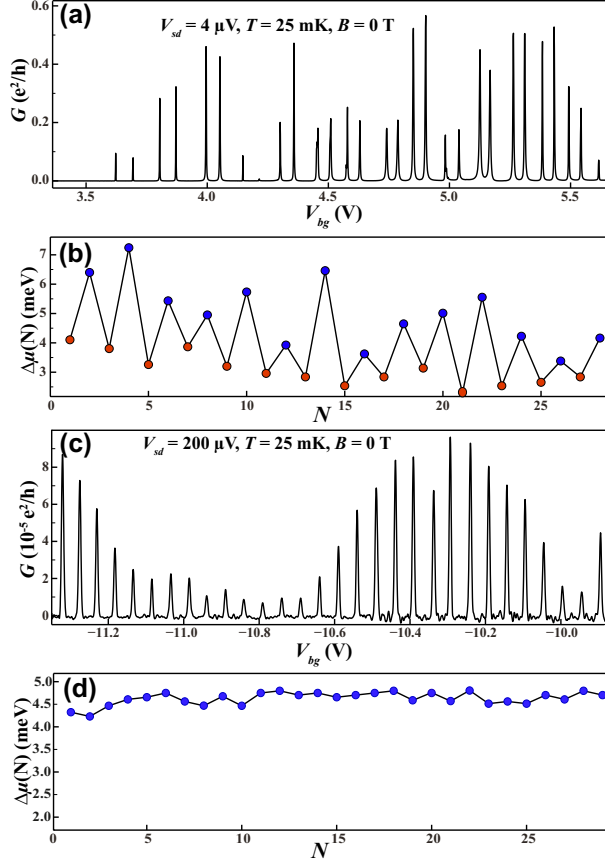 (a)
V_sd = 4 µV, T = 25 mK, B = 0 T
G (e²/h)
0.6
0.4
0.2
0.0
3.5 4.0 4.5 5.0 5.5
V_bg (V)
(b)
Δµ(N) (meV)
7
6
5
4
3
0 5 10 15 20 25
N
(c)
V_sd = 200 µV, T = 25 mK, B = 0 T
G (10⁻⁵ e²/h)
8
6
4
2
0
−11.2 −11.0 −10.8 −10.6 −10.4 −10.2 −10.0
V_bg (V)
(d)
Δµ(N) (meV)
5.0
4.5
4.0
3.5
3.0
2.5
2.0
0 5 10 15 20 25
N